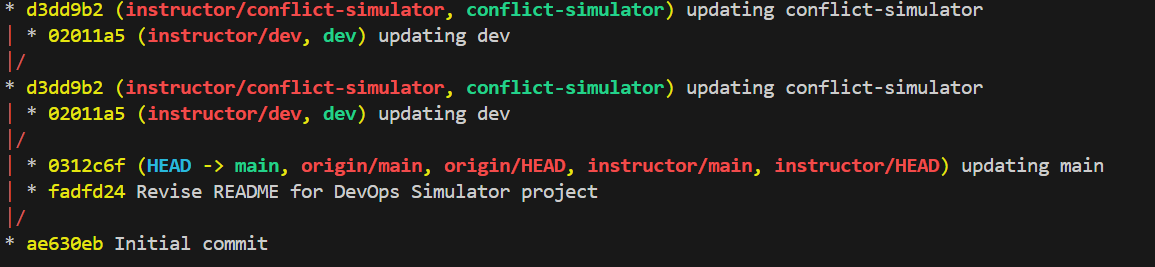 * d3dd9b2 (instructor/conflict-simulator, conflict-simulator) updating conflict-simulator
| * 02011a5 (instructor/dev, dev) updating dev
|/
* d3dd9b2 (instructor/conflict-simulator, conflict-simulator) updating conflict-simulator
| * 02011a5 (instructor/dev, dev) updating dev
|/
| * 0312c6f (HEAD -> main, origin/main, origin/HEAD, instructor/main, instructor/HEAD) updating main
| * fadfd24 Revise README for DevOps Simulator project
|/
* ae630eb Initial commit